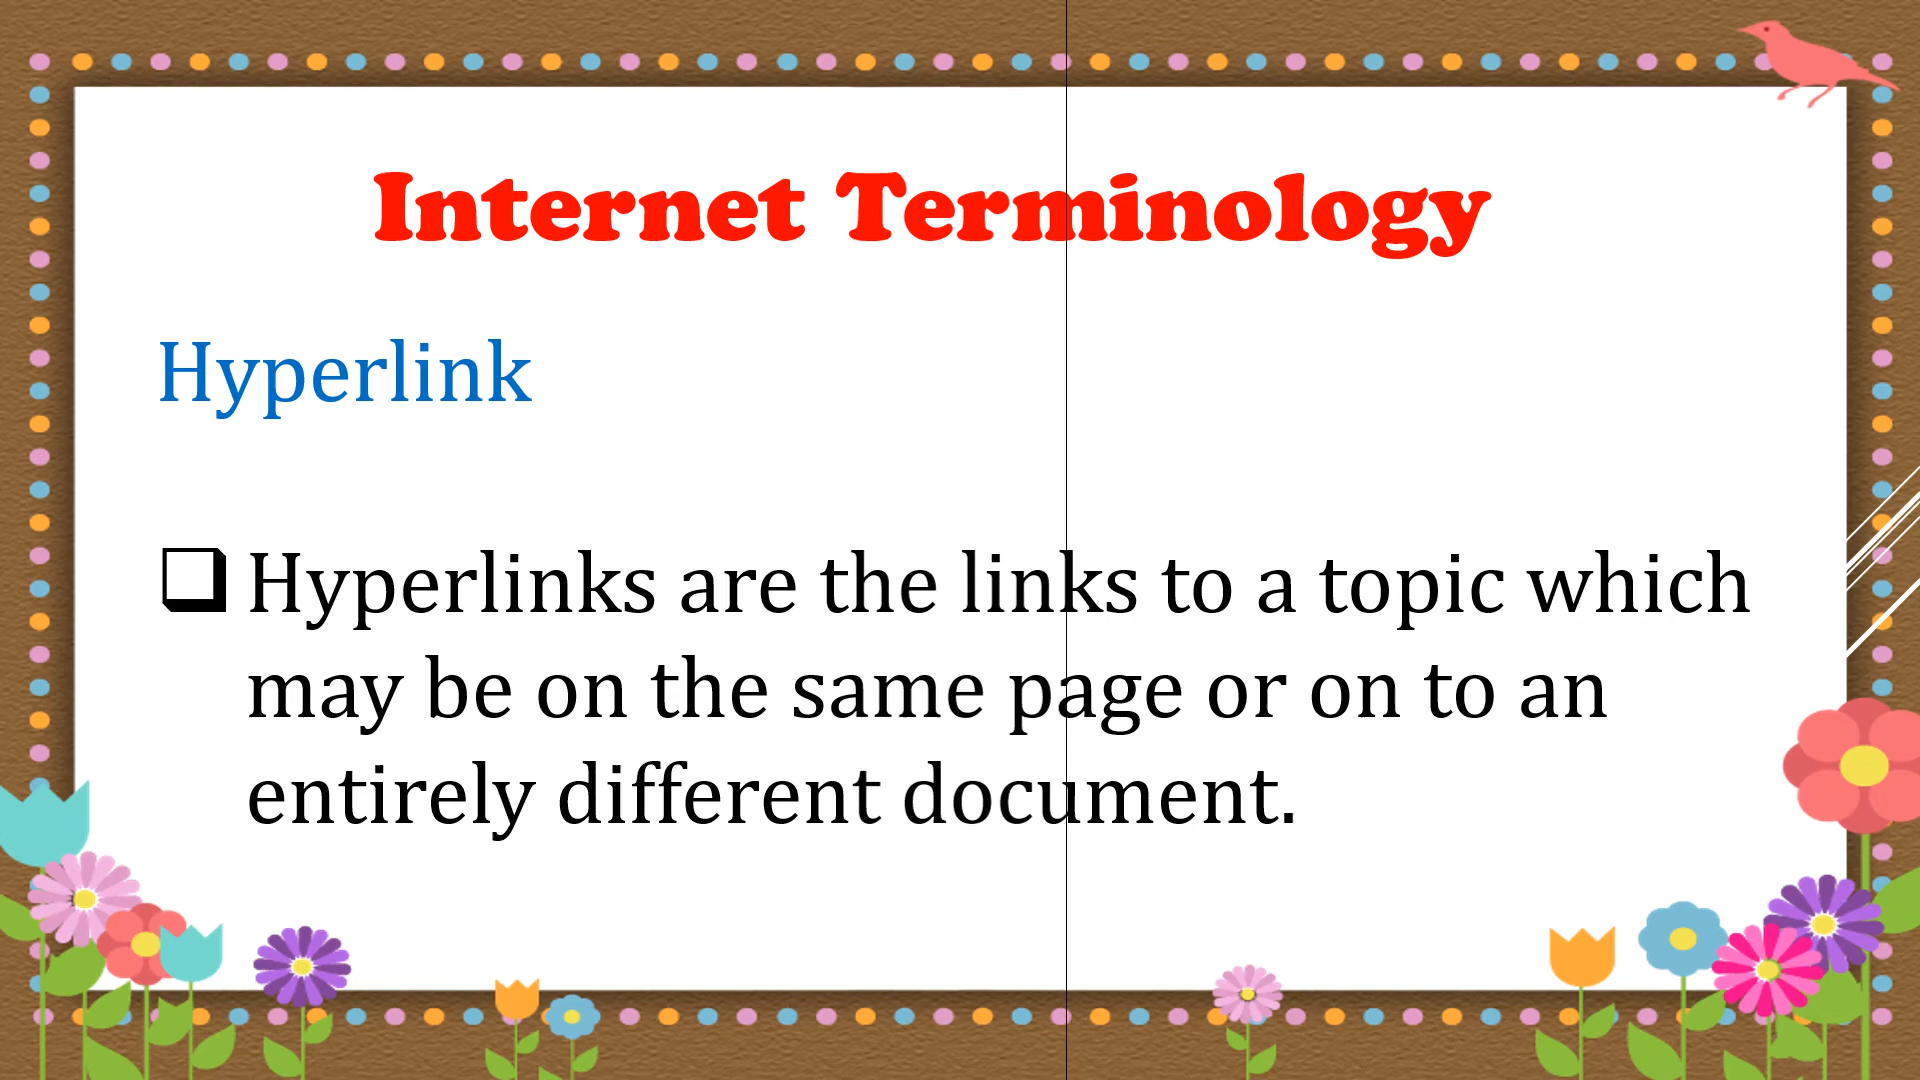 Internet Terminology
Hyperlink
❑ Hyperlinks are the links to a topic which
may be on the same page or on to an
entirely different document.